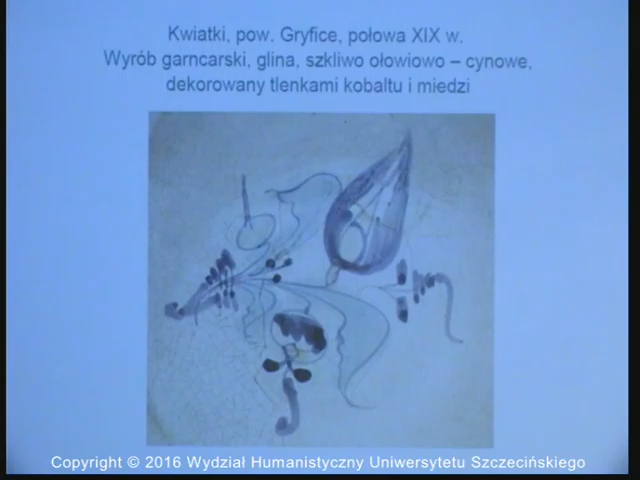 Kwiatki, pow. Gryfice, połowa XIX w.
Wyrób garncarski, glina, szkliwo ołowiowo – cynowe,
dekorowany tlenkami kobaltu i miedzi
Copyright © 2016 Wydział Humanistyczny Uniwersytetu Szczecińskiego